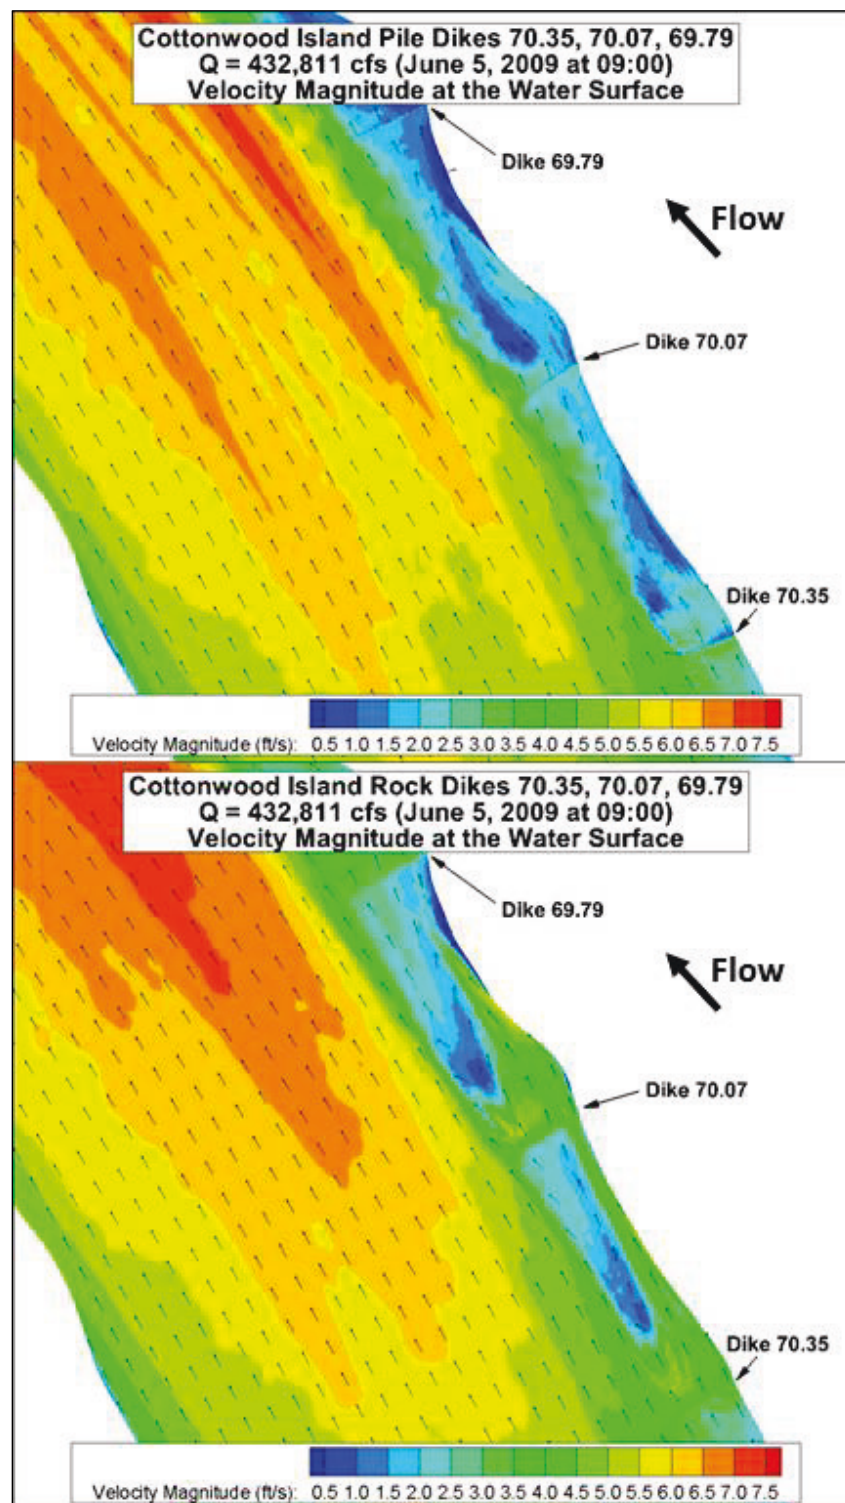 Cottonwood Island Pile Dikes 70.35, 70.07, 69.79
Q = 432,811 cfs (June 5, 2009 at 09:00)
Velocity Magnitude at the Water Surface
Dike 69.79
Flow
Dike 70.07
Dike 70.35
Velocity Magnitude (ft/s): 0.5 1.0 1.5 2.0 2.5 3.0 3.5 4.0 4.5 5.0 5.5 6.0 6.5 7.0 7.5
Cottonwood Island Rock Dikes 70.35, 70.07, 69.79
Q = 432,811 cfs (June 5, 2009 at 09:00)
Velocity Magnitude at the Water Surface
Dike 69.79
Flow
Dike 70.07
Dike 70.35
Velocity Magnitude (ft/s): 0.5 1.0 1.5 2.0 2.5 3.0 3.5 4.0 4.5 5.0 5.5 6.0 6.5 7.0 7.5